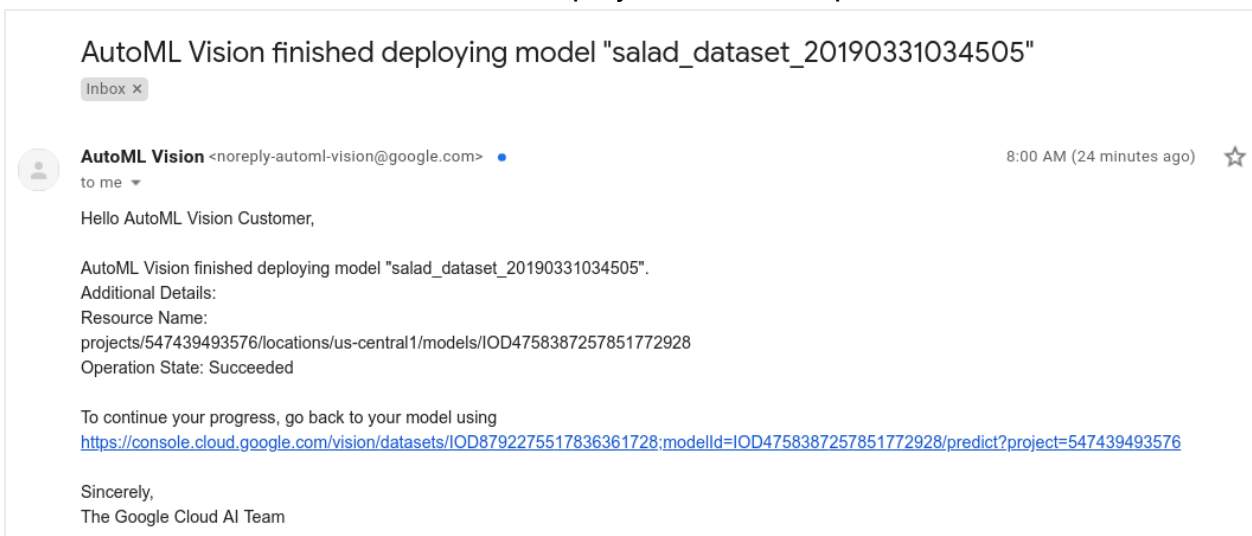 AutoML Vision finished deploying model "salad_dataset_20190331034505"
Inbox ×
AutoML Vision <noreply-automl-vision@google.com>
8:00 AM (24 minutes ago)
to me
Hello AutoML Vision Customer,
AutoML Vision finished deploying model "salad_dataset_20190331034505".
Additional Details:
Resource Name:
projects/547439493576/locations/us-central1/models/IOD4758387257851772928
Operation State: Succeeded
To continue your progress, go back to your model using
https://console.cloud.google.com/vision/datasets/IOD8792275517836361728;modelId=IOD4758387257851772928/predict?project=547439493576
Sincerely,
The Google Cloud AI Team